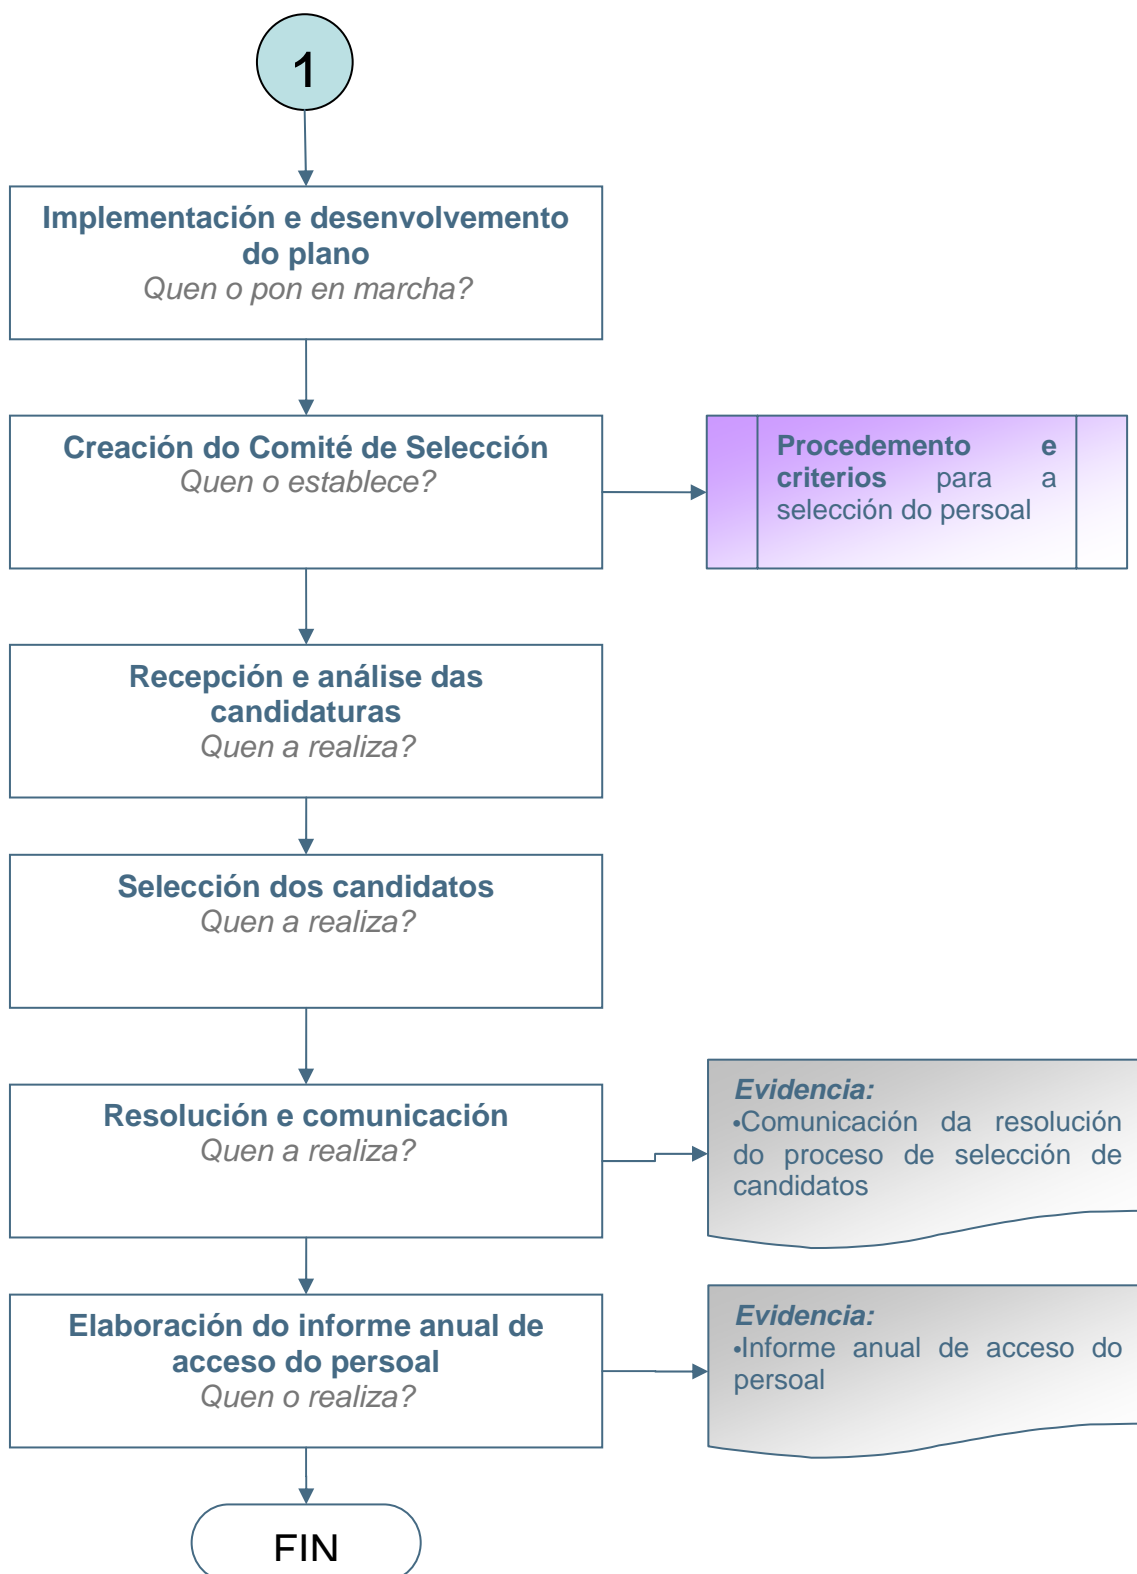 1
Implementación e desenvolvemento
do plano
Quen o pon en marcha?
Creación do Comité de Selección
Quen o establece?
Procedemento e
criterios para a
selección do persoal
Recepción e análise das
candidaturas
Quen a realiza?
Selección dos candidatos
Quen a realiza?
Resolución e comunicación
Quen a realiza?
Evidencia:
•Comunicación da resolución
do proceso de selección de
candidatos
Elaboración do informe anual de
acceso do persoal
Quen o realiza?
Evidencia:
•Informe anual de acceso do
persoal
FIN